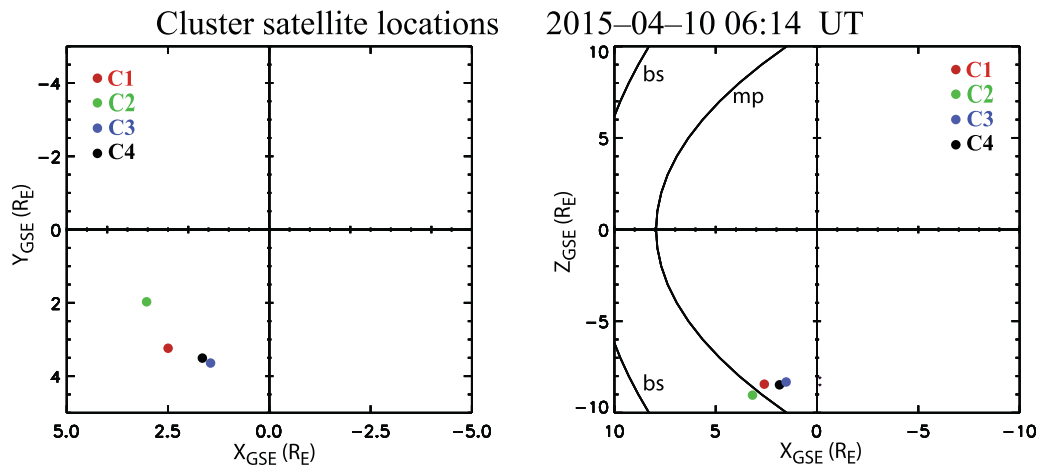 Cluster satellite locations 2015–04–10 06:14 UT
C1
C2
C3
C4
-4
-2
0
2
4
Y_GSE (R_E)
5.0 2.5 0.0 -2.5 -5.0
X_GSE (R_E)
bs
mp
bs
C1
C2
C3
C4
10
5
0
-5
-10
Z_GSE (R_E)
10 5 0 -5 -10
X_GSE (R_E)